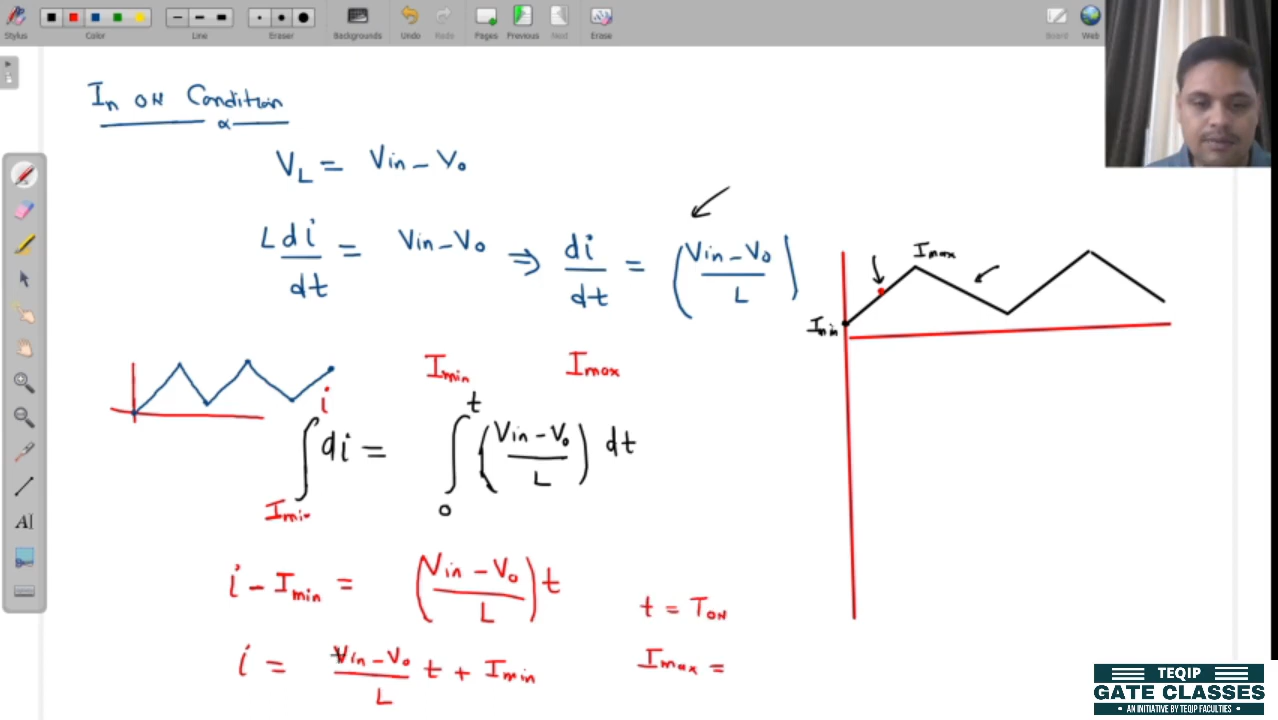 Stylus Color Line Eraser Backgrounds Undo Redo Pages Previous Next Erase Board Web
In ON Condition
VL = Vin - Vo
L di/dt = Vin - Vo ⇒ di/dt = (Vin - Vo / L)
Imax
Imin
Imin Imax
∫ di = ∫ (Vin - Vo / L) dt
i t
Imin 0
i - Imin = (Vin - Vo / L) t
t = TON
i = Vin - Vo / L t + Imin
Imax =
AI
TEQIP
GATE CLASSES
- AN INITIATIVE BY TEQIP FACULTIES